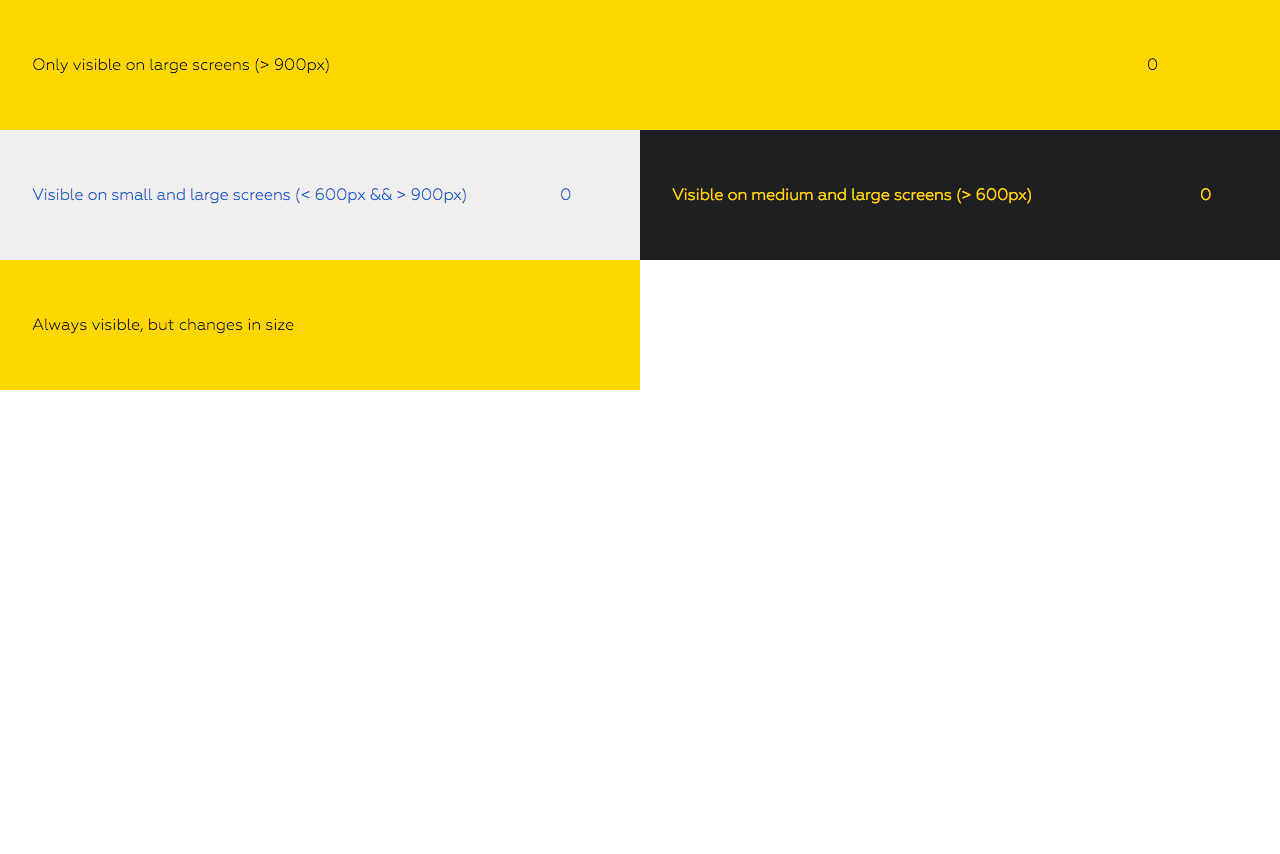 Only visible on large screens (> 900px) 0
Visible on small and large screens (< 600px && > 900px) 0
Visible on medium and large screens (> 600px) 0
Always visible, but changes in size